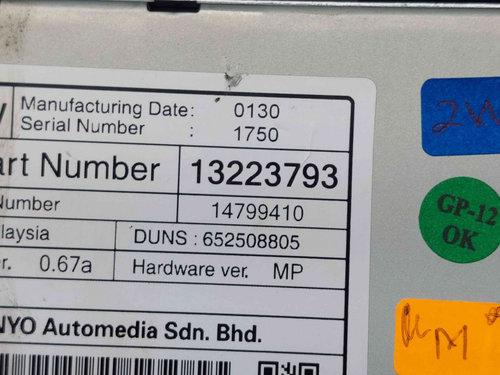 Manufacturing Date: 0130
Serial Number : 1750
art Number 13223793
Number 14799410
laysia DUNS : 652508805
er. 0.67a Hardware ver. MP
NYO Automedia Sdn. Bhd.
2W
GP-12
OK
M